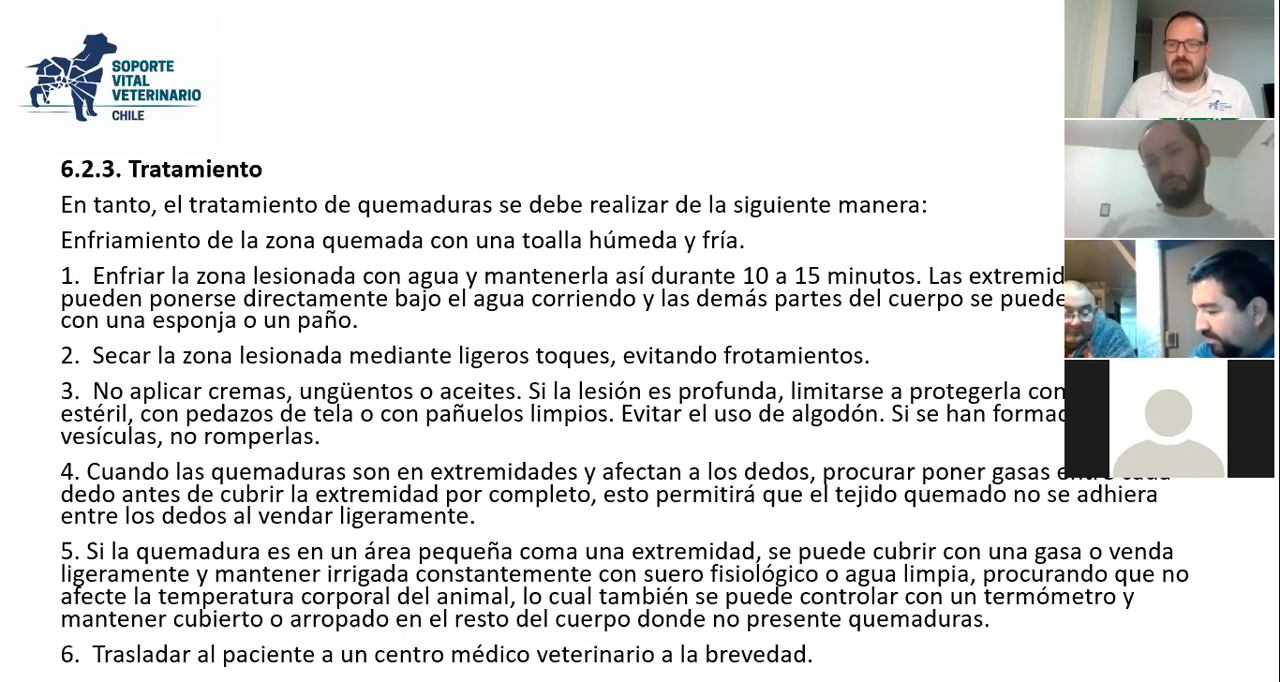 SOPORTE
VITAL
VETERINARIO
CHILE
6.2.3. Tratamiento
En tanto, el tratamiento de quemaduras se debe realizar de la siguiente manera:
Enfriamiento de la zona quemada con una toalla húmeda y fría.
1. Enfriar la zona lesionada con agua y mantenerla así durante 10 a 15 minutos. Las extremid
pueden ponerse directamente bajo el agua corriendo y las demás partes del cuerpo se puede
con una esponja o un paño.
2. Secar la zona lesionada mediante ligeros toques, evitando frotamientos.
3. No aplicar cremas, ungüentos o aceites. Si la lesión es profunda, limitarse a protegerla con
estéril, con pedazos de tela o con pañuelos limpios. Evitar el uso de algodón. Si se han formad
vesículas, no romperlas.
4. Cuando las quemaduras son en extremidades y afectan a los dedos, procurar poner gasas entre cada
dedo antes de cubrir la extremidad por completo, esto permitirá que el tejido quemado no se adhiera
entre los dedos al vendar ligeramente.
5. Si la quemadura es en un área pequeña coma una extremidad, se puede cubrir con una gasa o venda
ligeramente y mantener irrigada constantemente con suero fisiológico o agua limpia, procurando que no
afecte la temperatura corporal del animal, lo cual también se puede controlar con un termómetro y
mantener cubierto o arropado en el resto del cuerpo donde no presente quemaduras.
6. Trasladar al paciente a un centro médico veterinario a la brevedad.